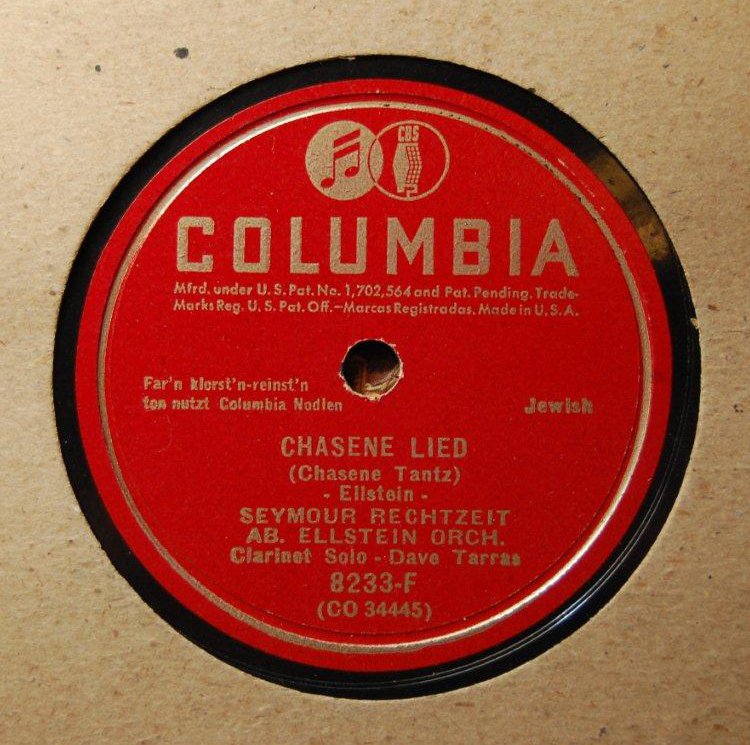 CBS
COLUMBIA
Mfrd. under U.S. Pat. No. 1,702,564 and Pat. Pending. Trade-
Marks Reg. U.S. Pat. Off.—Marcas Registradas. Made in U.S.A.
Far'n klorst'n-reinst'n
ton nutzt Columbia Nodlen
Jewish
CHASENE LIED
(Chasene Tantz)
- Ellstein -
SEYMOUR RECHTZEIT
AB. ELLSTEIN ORCH.
Clarinet Solo - Dave Tarras
8233-F
(CO 34445)